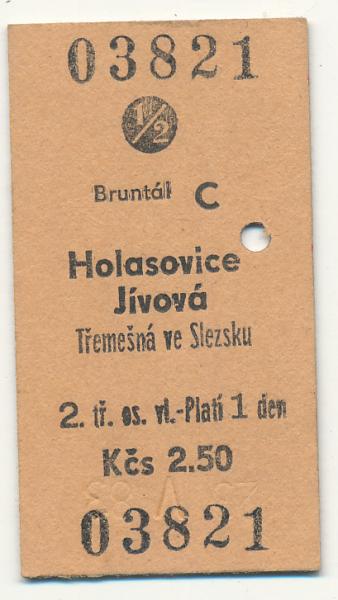 03821
1/2
Bruntál C
Holasovice
Jívová
Třemešná ve Slezsku
2. tř. os. vl.-Platí 1 den
Kčs 2.50
03821